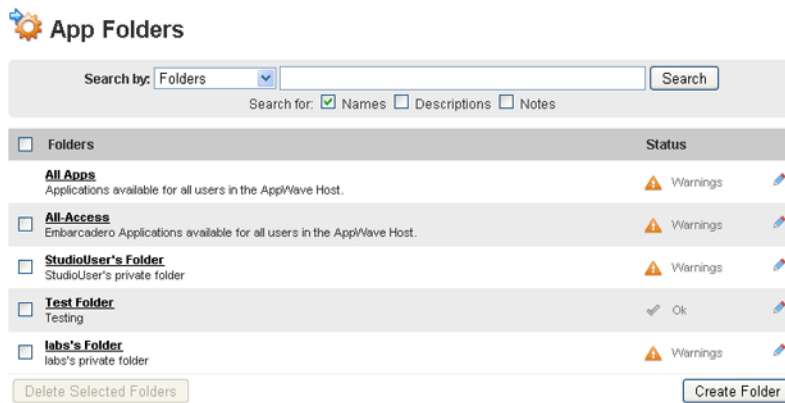 App Folders
Search by: Folders Search
Search for: Names Descriptions Notes
Folders Status
All Apps
Applications available for all users in the AppWave Host.
Warnings
All-Access
Embarcadero Applications available for all users in the AppWave Host.
Warnings
StudioUser's Folder
StudioUser's private folder
Warnings
Test Folder
Testing
Ok
labs's Folder
labs's private folder
Warnings
Delete Selected Folders Create Folder